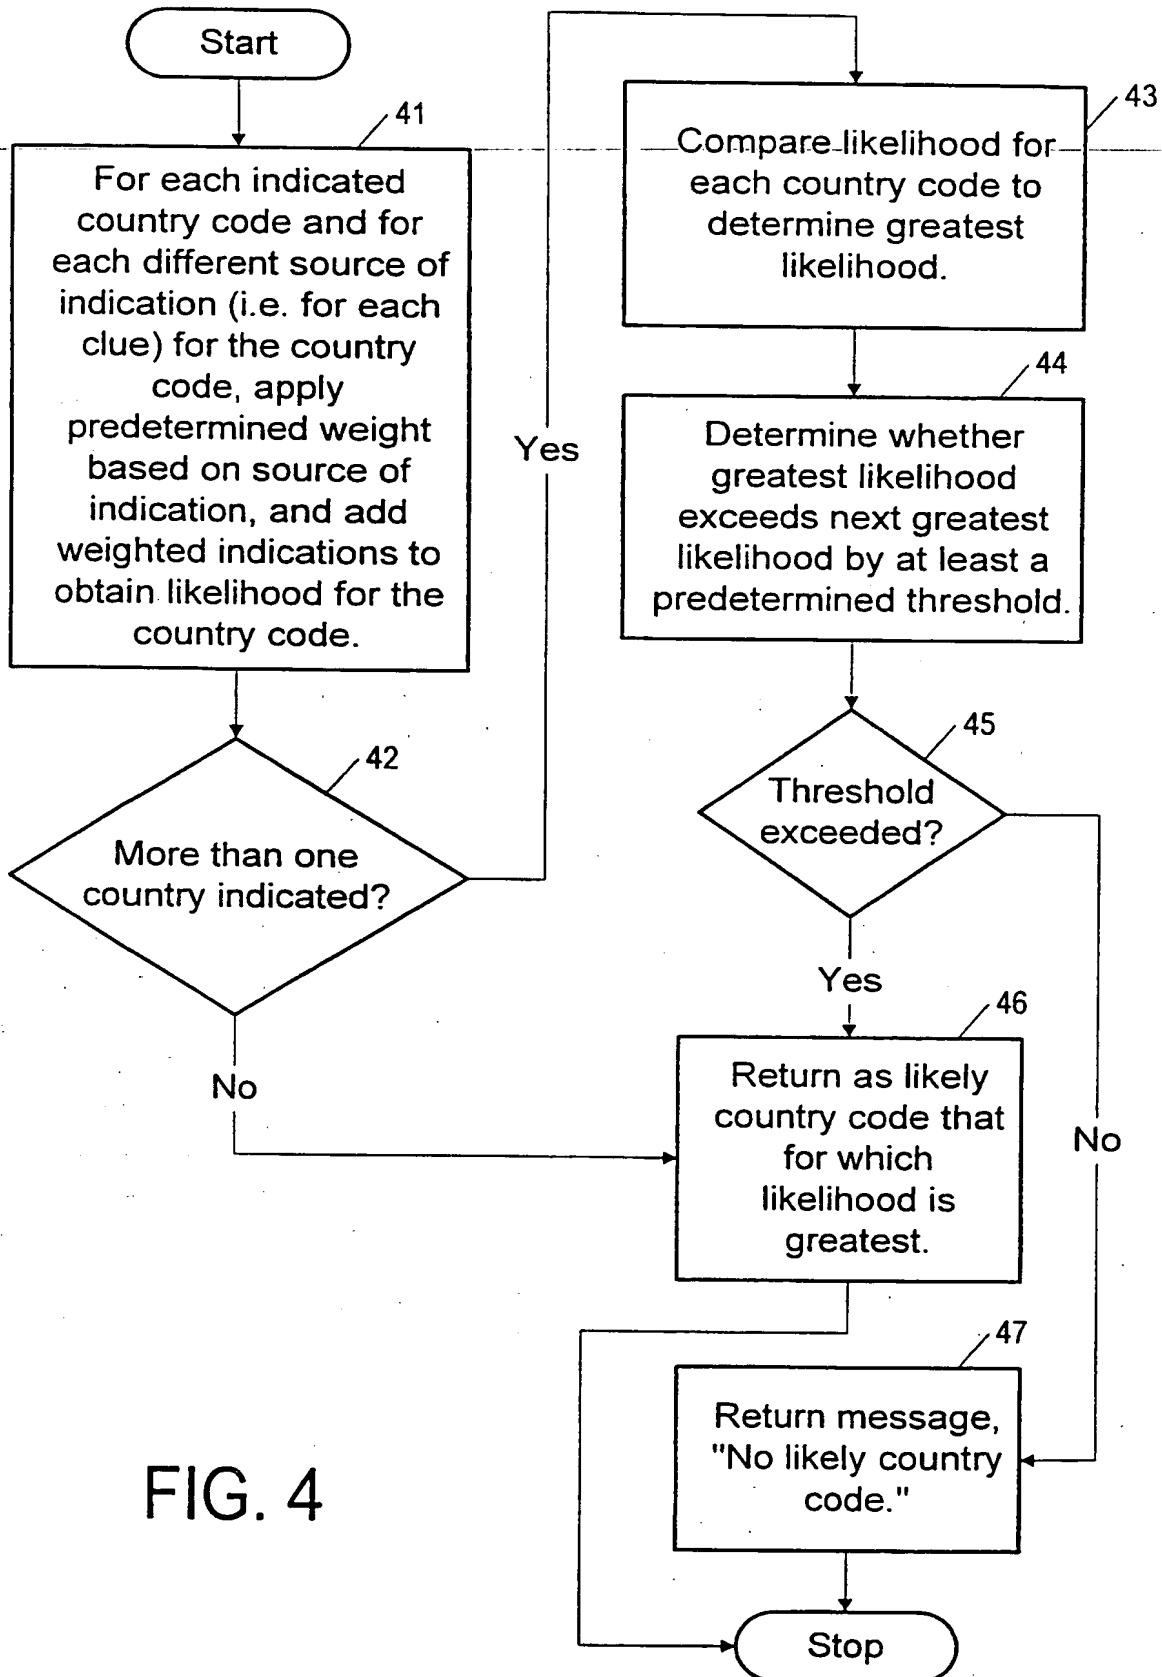 Start
41
For each indicated
country code and for
each different source of
indication (i.e. for each
clue) for the country
code, apply
predetermined weight
based on source of
indication, and add
weighted indications to
obtain likelihood for the
country code.
42
More than one
country indicated?
Yes
No
43
Compare likelihood for
each country code to
determine greatest
likelihood.
44
Determine whether
greatest likelihood
exceeds next greatest
likelihood by at least a
predetermined threshold.
45
Threshold
exceeded?
Yes
No
46
Return as likely
country code that
for which
likelihood is
greatest.
47
Return message,
"No likely country
code."
Stop
FIG. 4